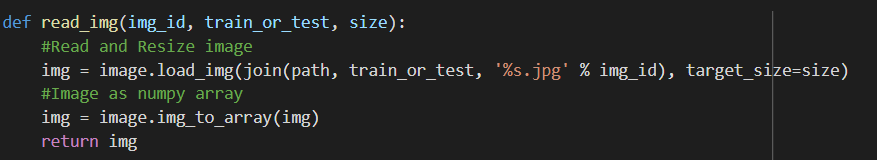 def read_img(img_id, train_or_test, size):
    #Read and Resize image
    img = image.load_img(join(path, train_or_test, '%s.jpg' % img_id), target_size=size)
    #Image as numpy array
    img = image.img_to_array(img)
    return img